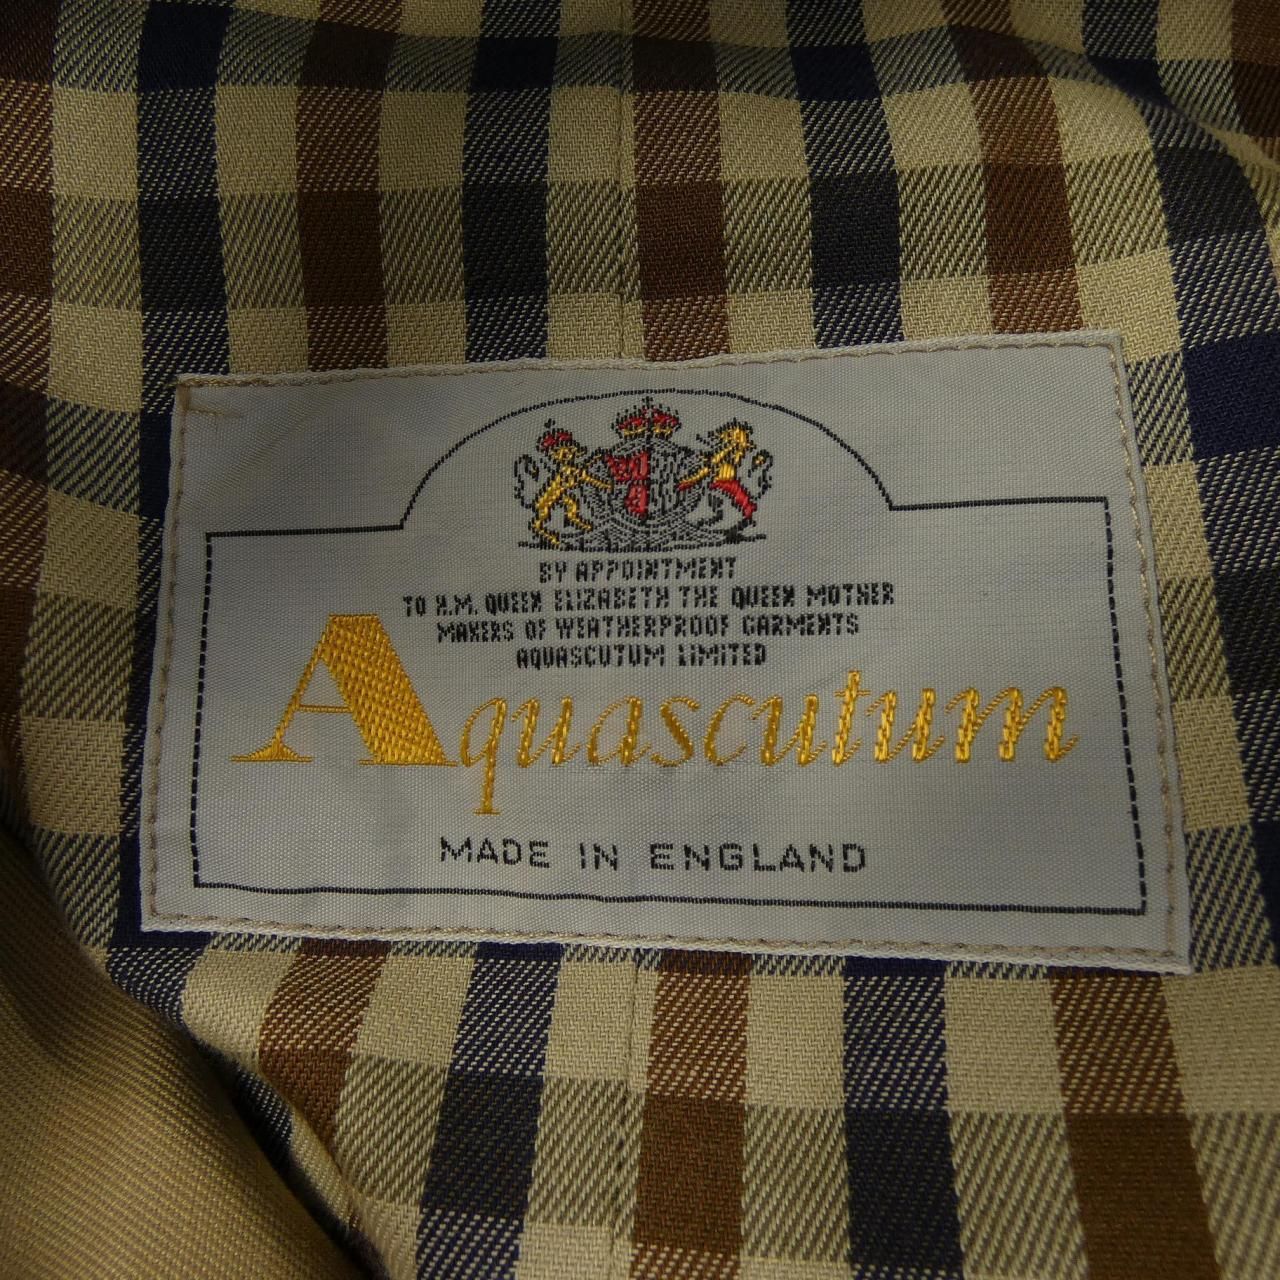 BY APPOINTMENT
TO H.M. QUEEN ELIZABETH THE QUEEN MOTHER
MAKERS OF WEATHERPROOF GARMENTS
AQUASCUTUM LIMITED
Aquascutum
MADE IN ENGLAND